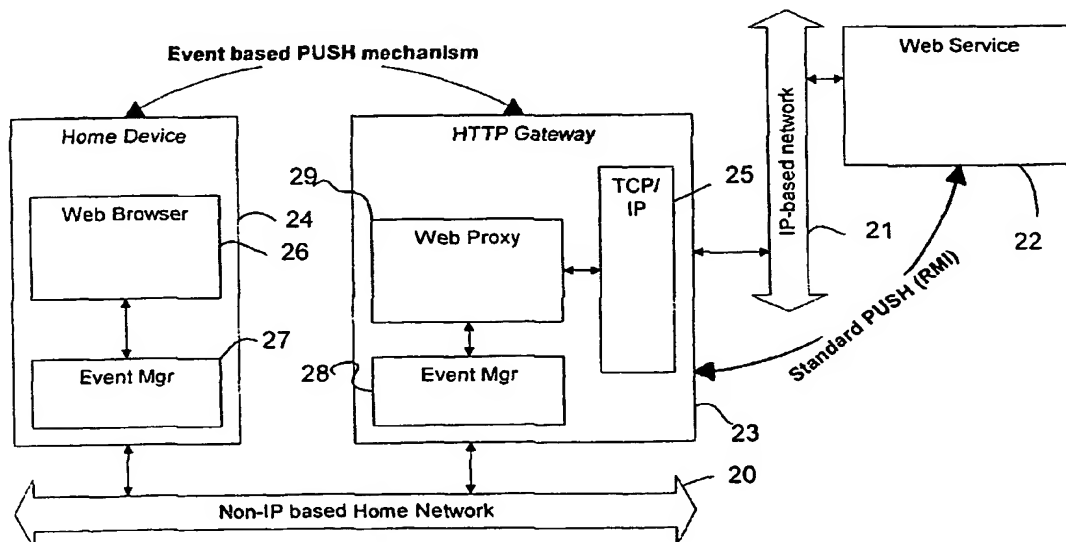 Event based PUSH mechanism
Web Service
Home Device
HTTP Gateway
IP-based network
29
TCP/
IP
25
Web Browser
24
Web Proxy
26
21
22
Standard PUSH (RMI)
27
Event Mgr
28
Event Mgr
23
20
Non-IP based Home Network